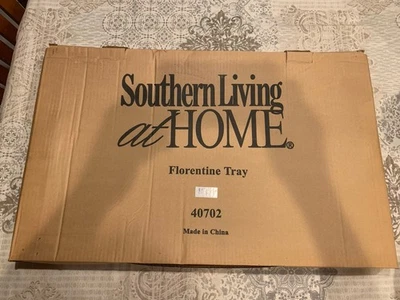 Southern Living
at HOME®
Florentine Tray
40702
Made in China